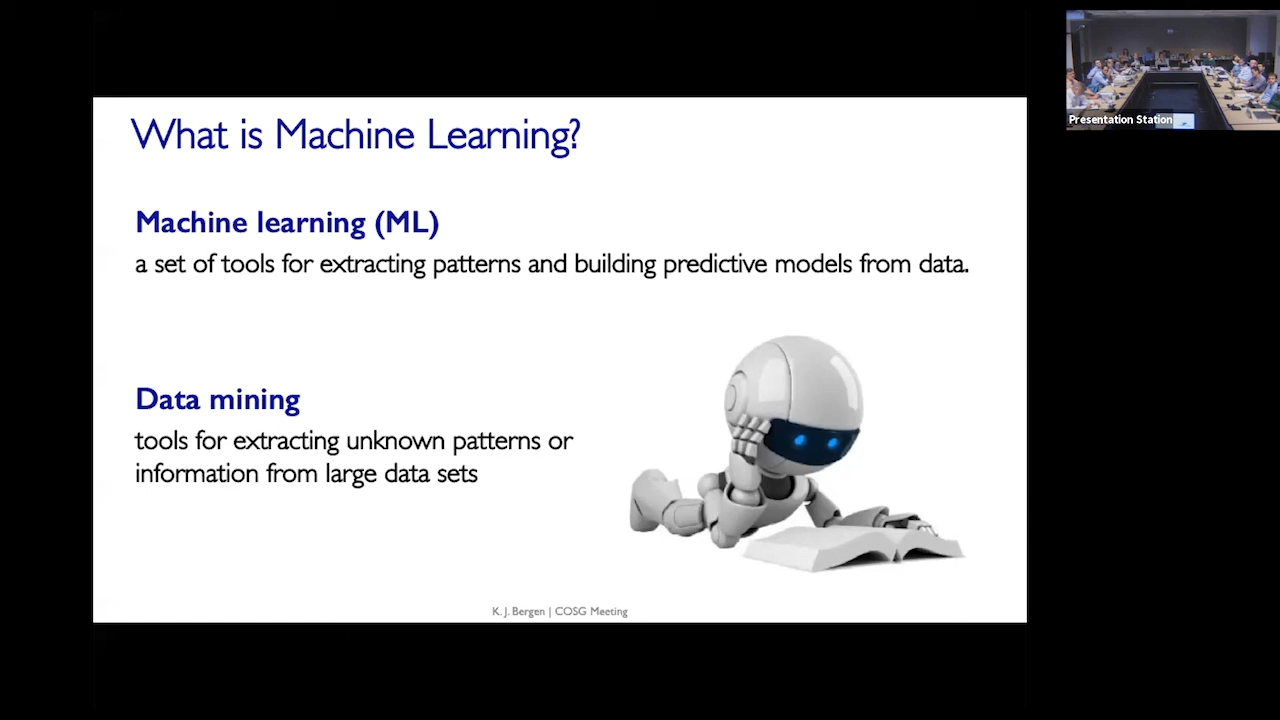 What is Machine Learning?
Machine learning (ML)
a set of tools for extracting patterns and building predictive models from data.
Data mining
tools for extracting unknown patterns or
information from large data sets
K. J. Bergen | COSG Meeting
Presentation Station